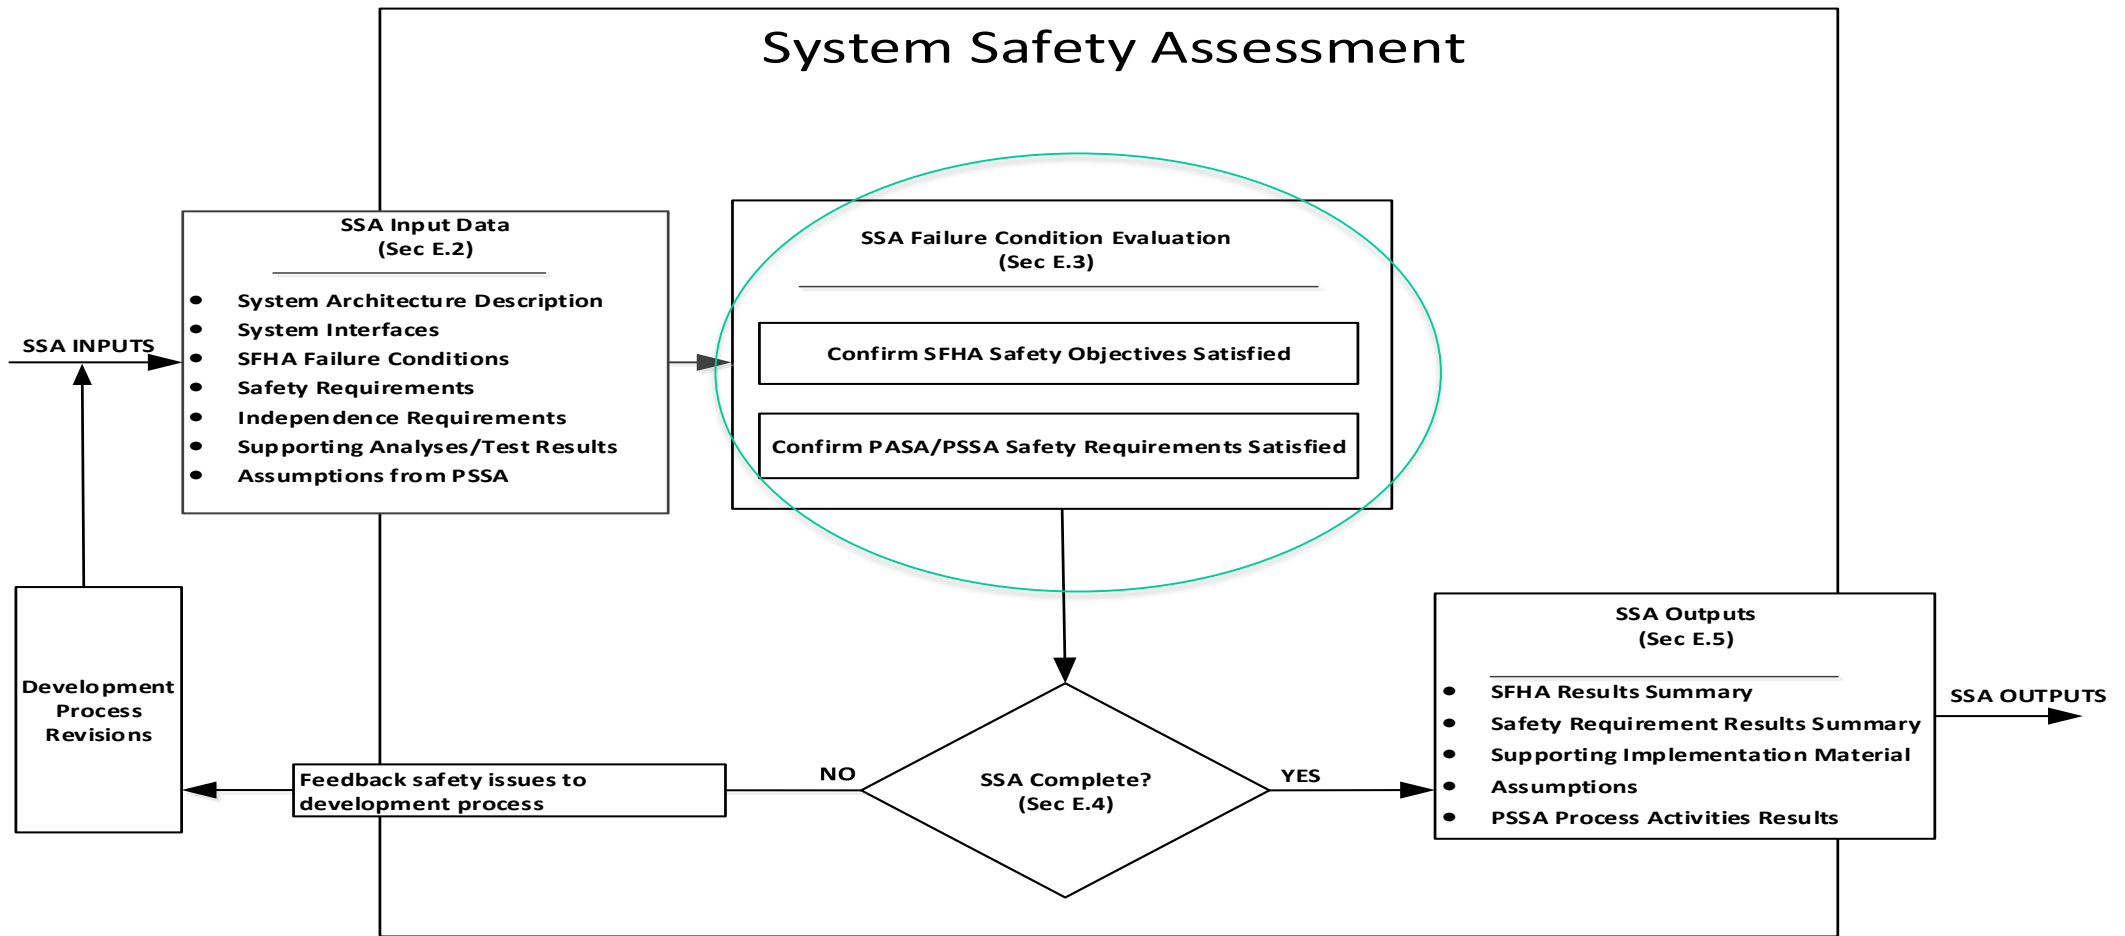 System Safety Assessment
SSA INPUTS
SSA Input Data
(Sec E.2)
● System Architecture Description
● System Interfaces
● SFHA Failure Conditions
● Safety Requirements
● Independence Requirements
● Supporting Analyses/Test Results
● Assumptions from PSSA
SSA Failure Condition Evaluation
(Sec E.3)
Confirm SFHA Safety Objectives Satisfied
Confirm PASA/PSSA Safety Requirements Satisfied
Development
Process
Revisions
Feedback safety issues to
development process
NO
SSA Complete?
(Sec E.4)
YES
SSA Outputs
(Sec E.5)
● SFHA Results Summary
● Safety Requirement Results Summary
● Supporting Implementation Material
● Assumptions
● PSSA Process Activities Results
SSA OUTPUTS